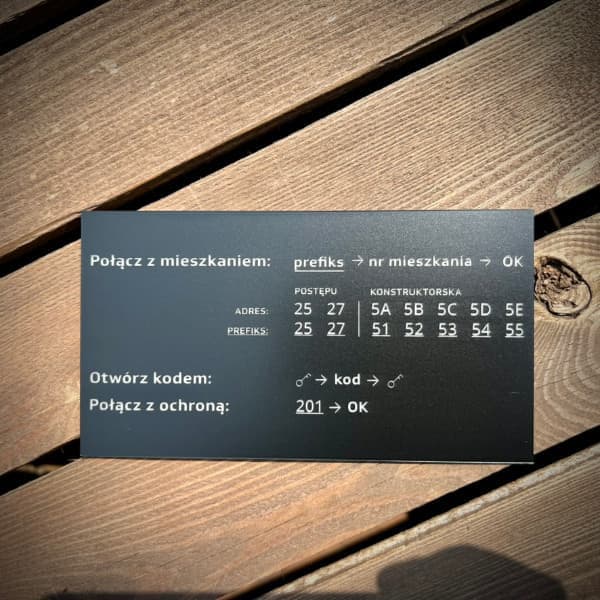 Połącz z mieszkaniem: prefiks → nr mieszkania → OK
POSTĘPU KONSTRUKTORSKA
ADRES: 25 27 5A 5B 5C 5D 5E
PREFIKS: 25 27 51 52 53 54 55
Otwórz kodem: → kod →
Połącz z ochroną: 201 → OK